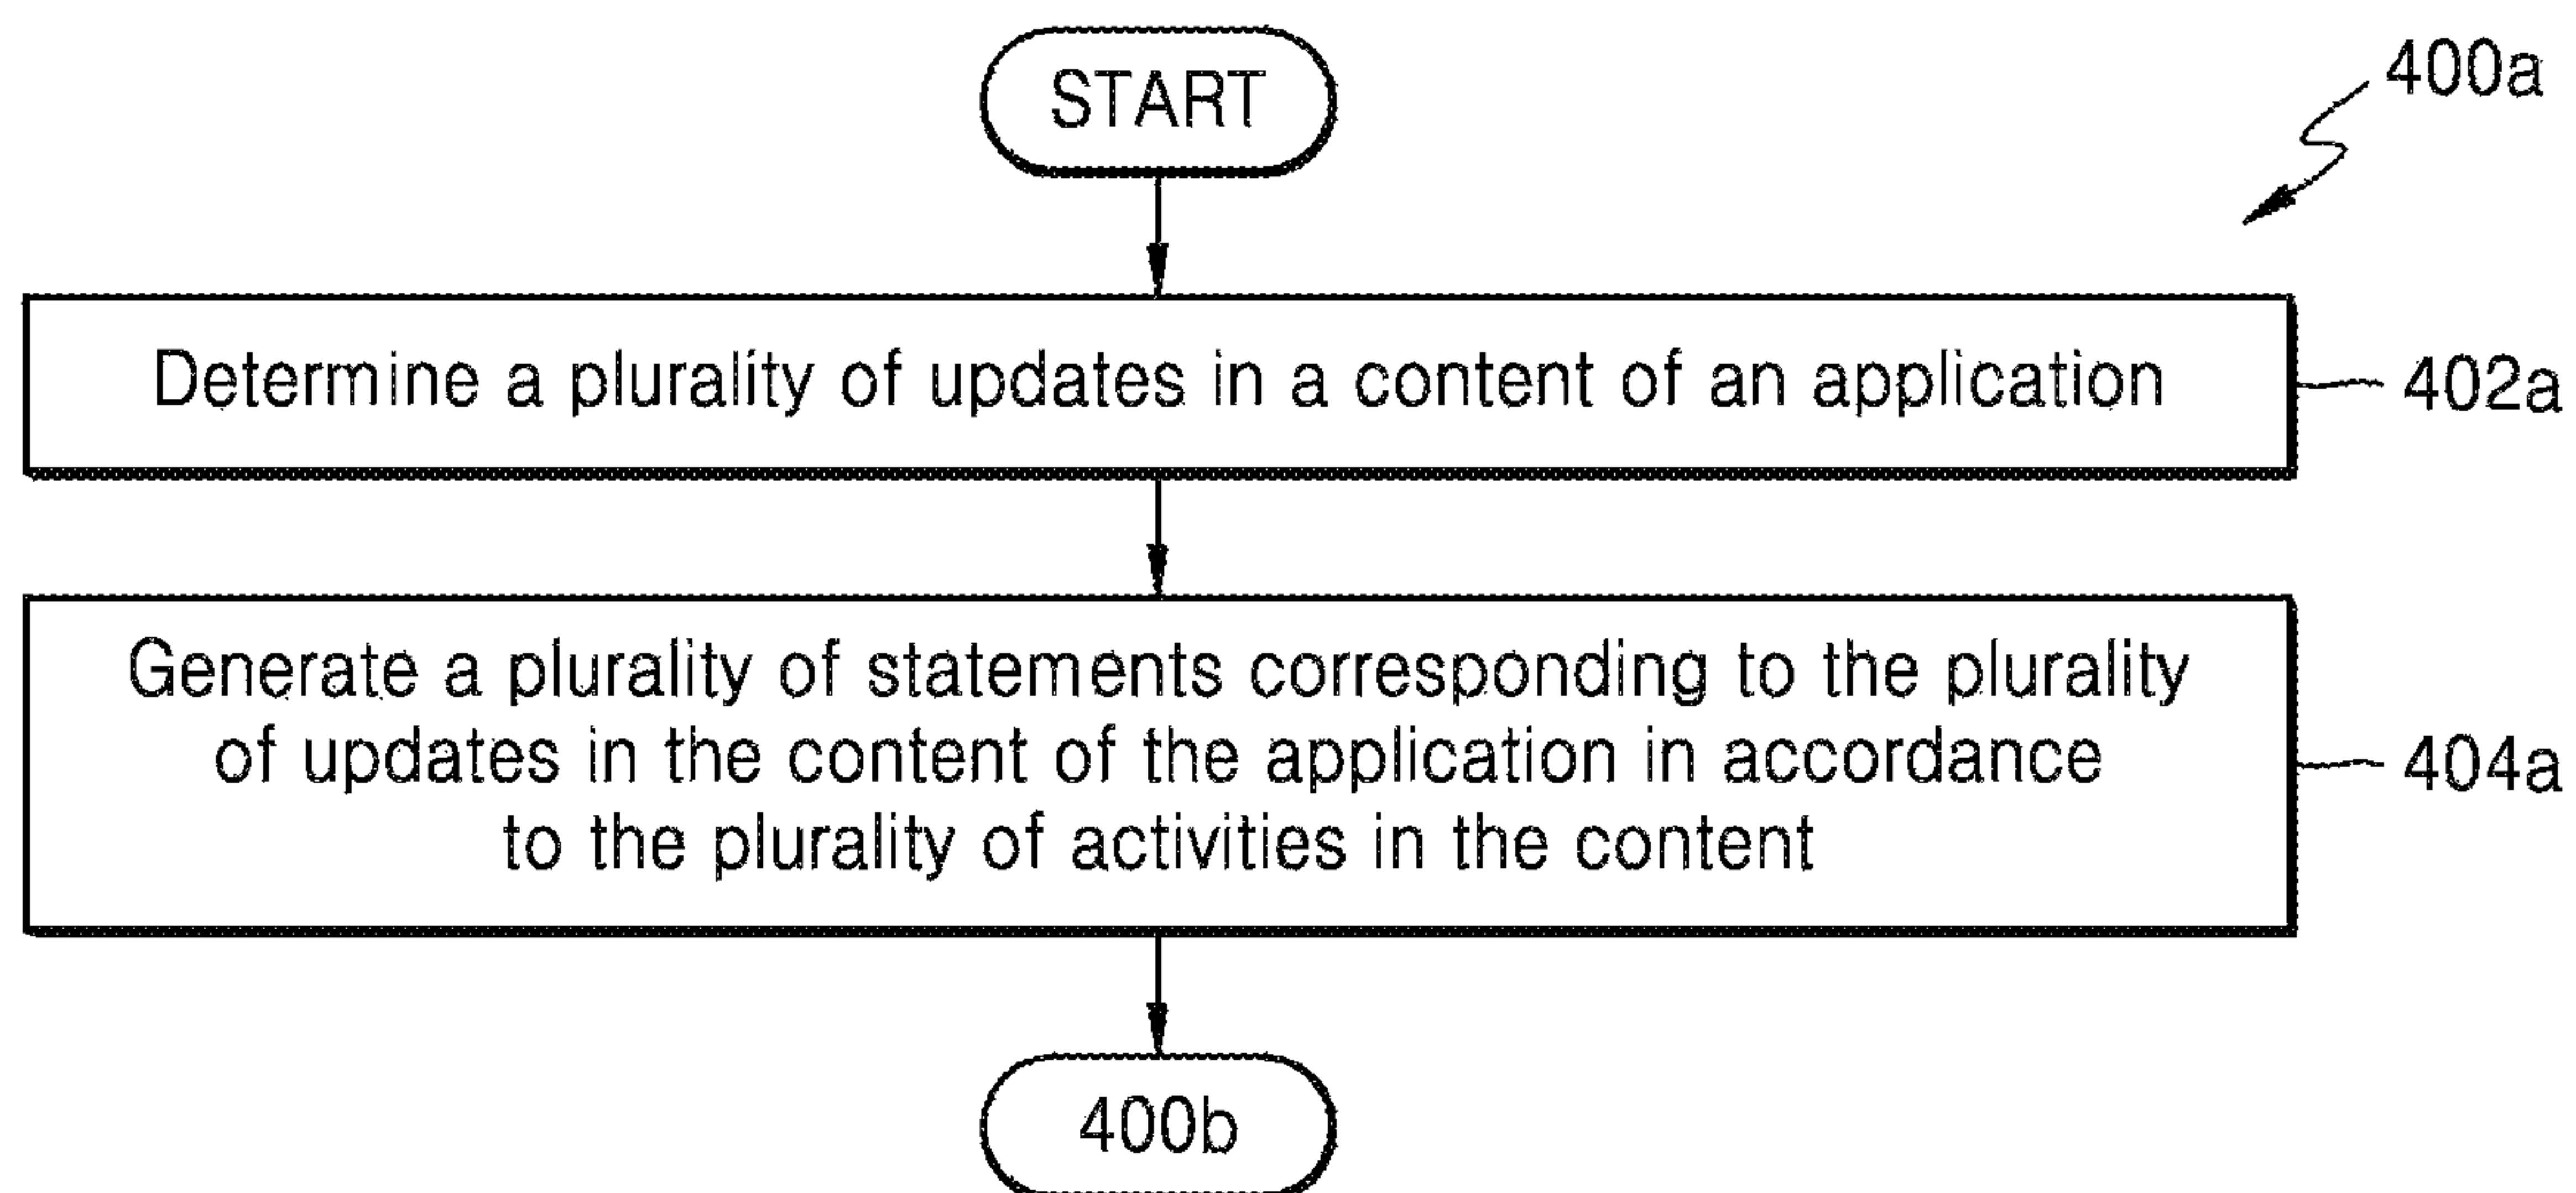 START
400a
Determine a plurality of updates in a content of an application
402a
Generate a plurality of statements corresponding to the plurality
of updates in the content of the application in accordance
to the plurality of activities in the content
404a
400b